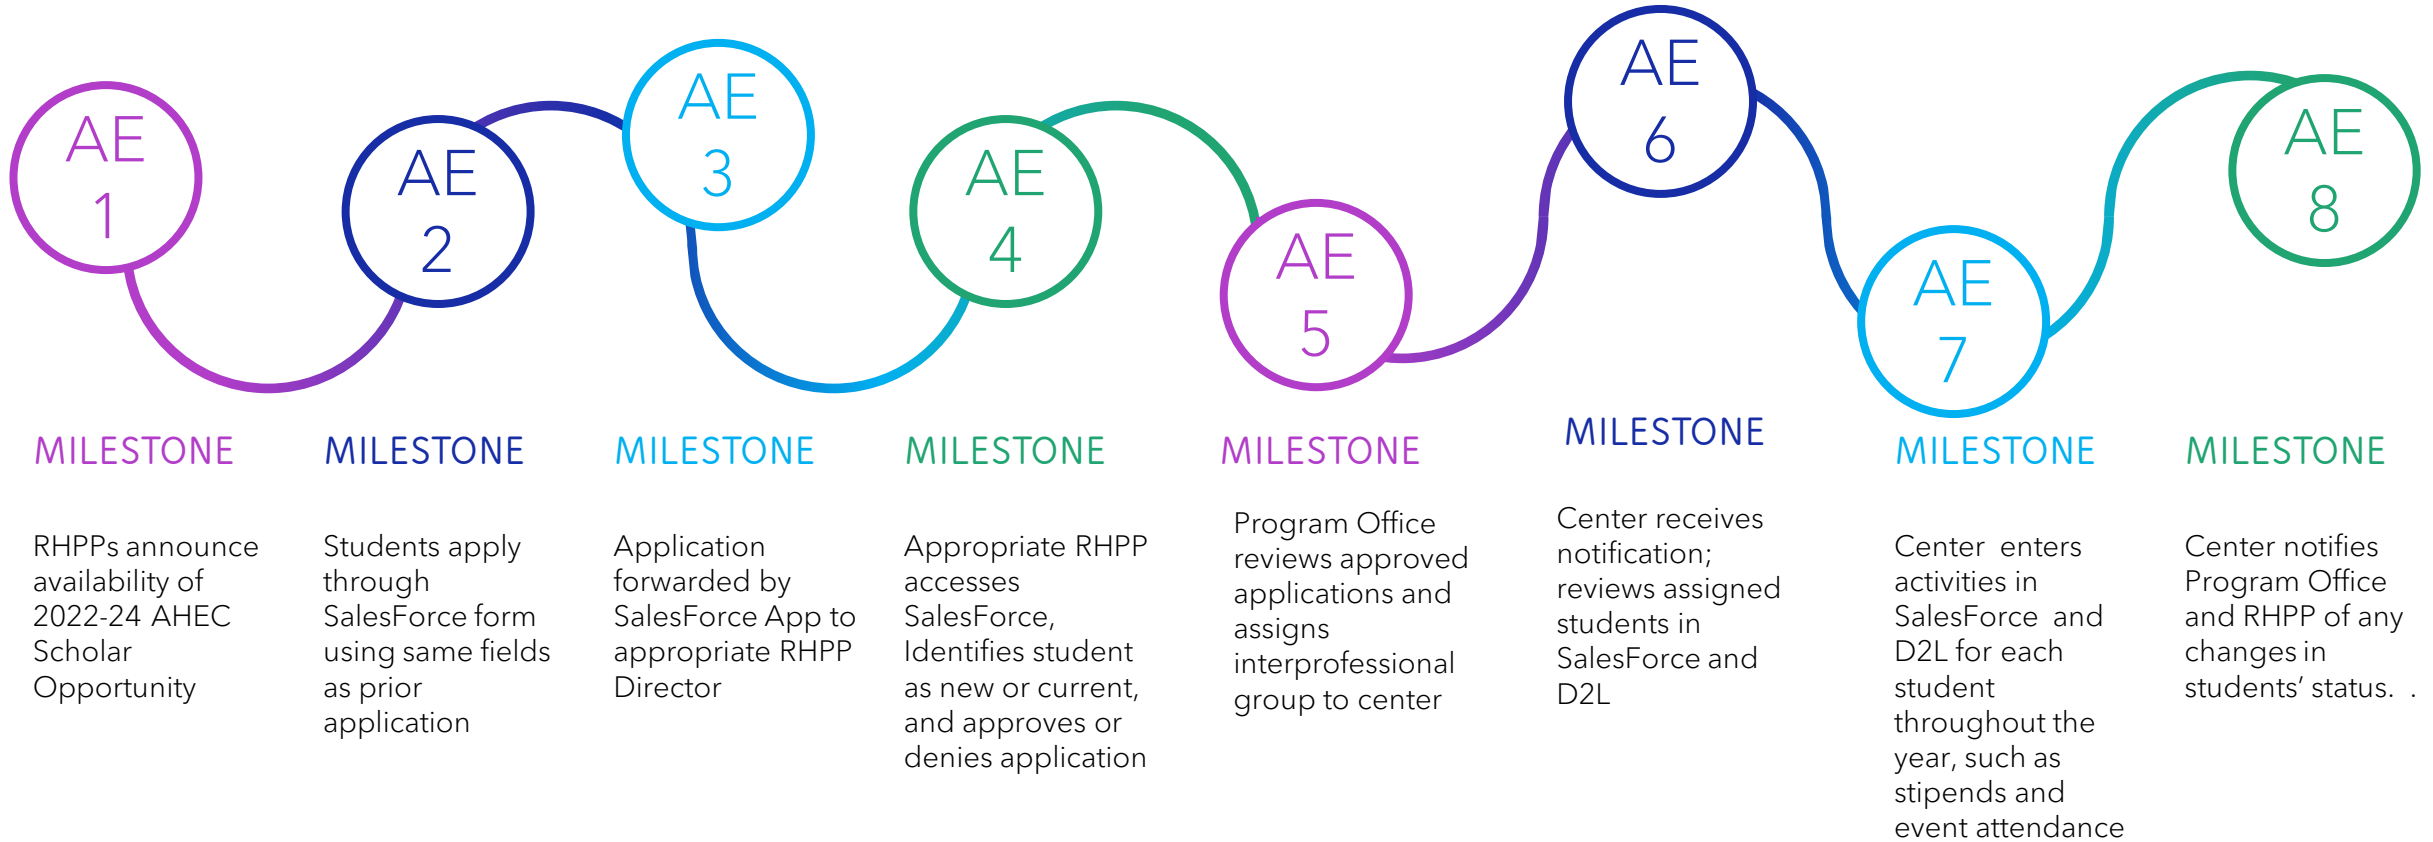 AE
1
AE
2
AE
3
AE
4
AE
5
AE
6
AE
7
AE
8
MILESTONE
RHPPs announce
availability of
2022-24 AHEC
Scholar
Opportunity
MILESTONE
Students apply
through
SalesForce form
using same fields
as prior
application
MILESTONE
Application
forwarded by
SalesForce App to
appropriate RHPP
Director
MILESTONE
Appropriate RHPP
accesses
SalesForce,
Identifies student
as new or current,
and approves or
denies application
MILESTONE
Program Office
reviews approved
applications and
assigns
interprofessional
group to center
MILESTONE
Center receives
notification;
reviews assigned
students in
SalesForce and
D2L
MILESTONE
Center enters
activities in
SalesForce and
D2L for each
student
throughout the
year, such as
stipends and
event attendance
MILESTONE
Center notifies
Program Office
and RHPP of any
changes in
students’ status. .